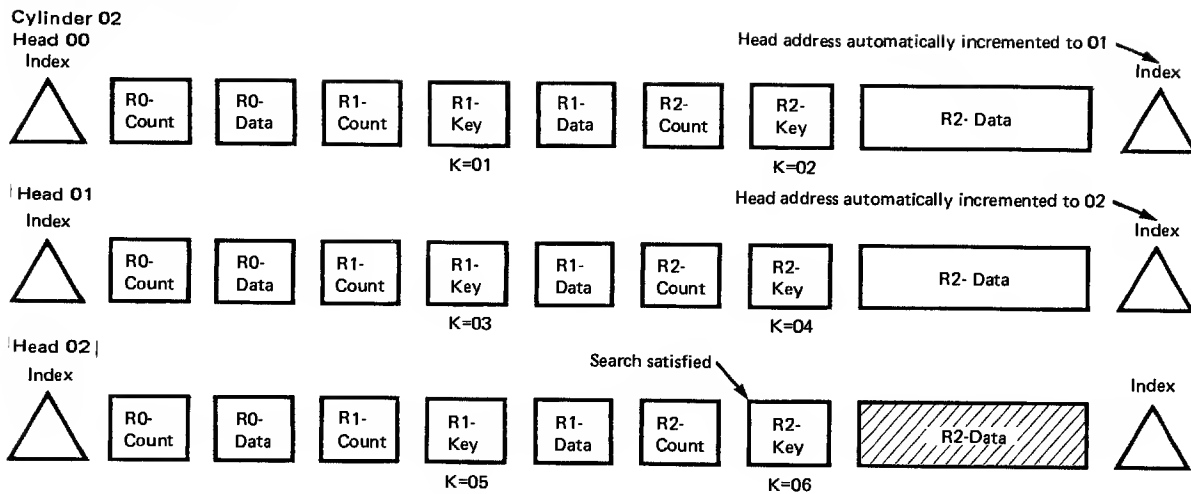 Cylinder 02
Head 00
Head address automatically incremented to 01
Index
Index
R0-
Count
R0-
Data
R1-
Count
R1-
Key
R1-
Data
R2-
Count
R2-
Key
R2- Data
K=01
K=02
Head 01
Head address automatically incremented to 02
Index
Index
R0-
Count
R0-
Data
R1-
Count
R1-
Key
R1-
Data
R2-
Count
R2-
Key
R2- Data
K=03
K=04
Head 02
Search satisfied
Index
Index
R0-
Count
R0-
Data
R1-
Count
R1-
Key
R1-
Data
R2-
Count
R2-
Key
R2-Data
K=05
K=06